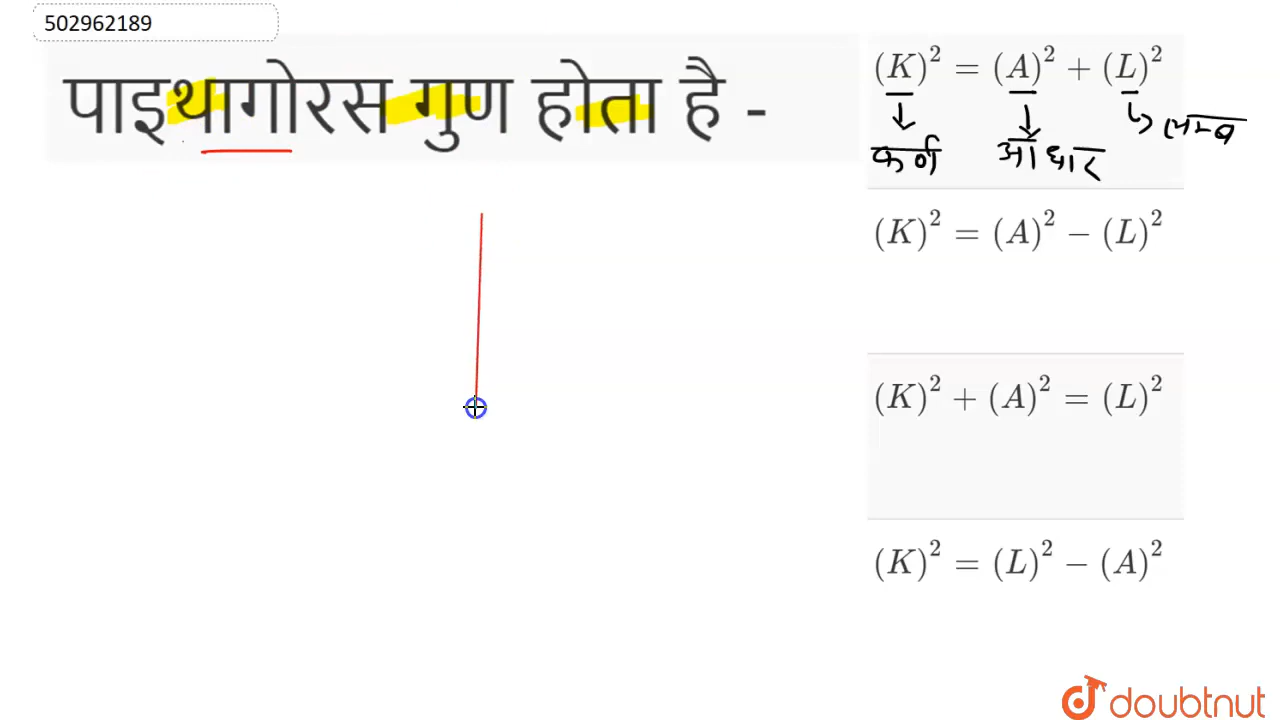 502962189
पाइथागोरस गुण होता है -
(K)² = (A)² + (L)²
कर्ण आधार लम्ब
(K)² = (A)² − (L)²
(K)² + (A)² = (L)²
(K)² = (L)² − (A)²
doubtnut